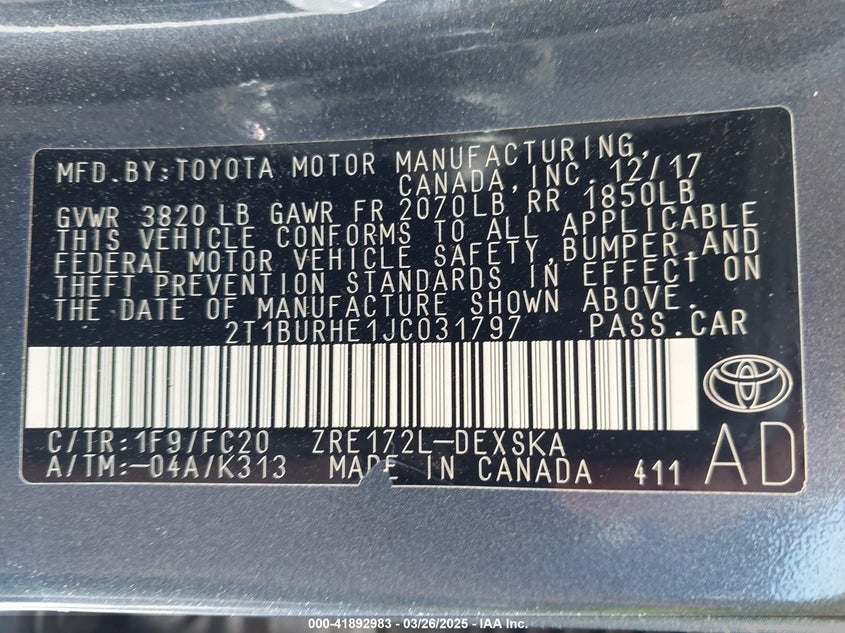 MFD.BY:TOYOTA MOTOR MANUFACTURING,
CANADA,INC. 12/17
GVWR 3820 LB GAWR FR 2070LB RR 1850LB
THIS VEHICLE CONFORMS TO ALL APPLICABLE
FEDERAL MOTOR VEHICLE SAFETY,BUMPER AND
THEFT PREVENTION STANDARDS IN EFFECT ON
THE DATE OF MANUFACTURE SHOWN ABOVE.
2T1BURHE1JC031797 PASS.CAR
C/TR:1F9/FC20 ZRE172L-DEXSKA
A/TM:-04A/K313 MADE IN CANADA 411 AD
000-41892983 - 03/26/2025 - IAA Inc.